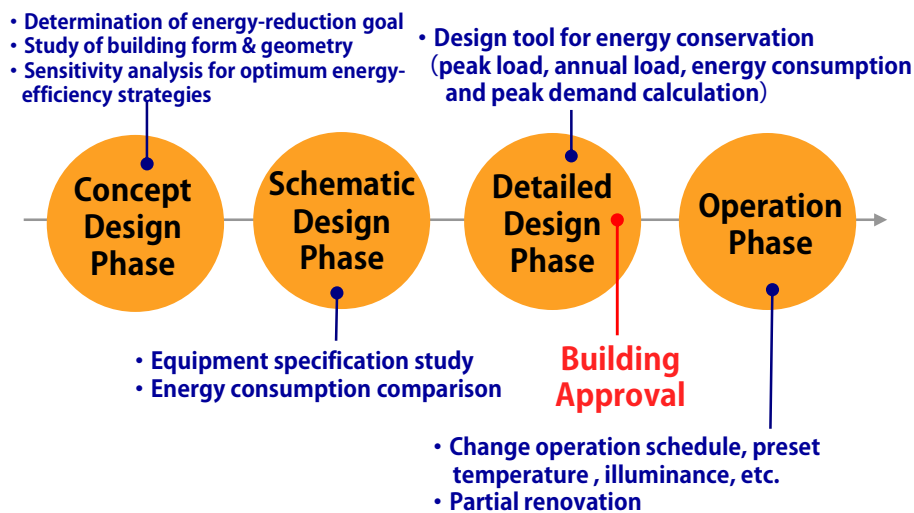 ・Determination of energy-reduction goal
・Study of building form & geometry
・Sensitivity analysis for optimum energy-
efficiency strategies
・Design tool for energy conservation
（peak load, annual load, energy consumption
and peak demand calculation）
Concept
Design
Phase
Schematic
Design
Phase
Detailed
Design
Phase
Operation
Phase
・Equipment specification study
・Energy consumption comparison
Building
Approval
・Change operation schedule, preset
temperature , illuminance, etc.
・Partial renovation